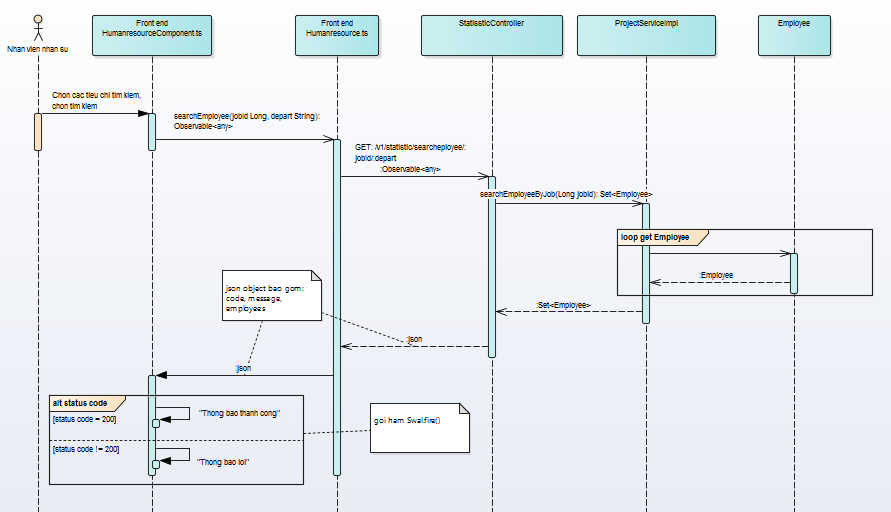 Nhan vien nhan su
Front end
HumanresourceComponent.ts
Front end
Humanresource.ts
StatissticController
ProjectServiceImpl
Employee
Chon cac tieu chi tim kiem,
chon tim kiem
searchEmployee(jobId Long, depart String):
Observable<any>
GET: /v1/statistic/searcheployee/:
jobId/:depart
:Observable<any>
searchEmployeeByJob(Long jobId): Set<Employee>
loop get Employee
:Employee
:Set<Employee>
json object bao gom:
code, message,
employees
:json
:json
alt status code
[status code = 200]
"Thong bao thanh cong"
goi ham Swal.fire()
[status code != 200]
"Thong bao loi"